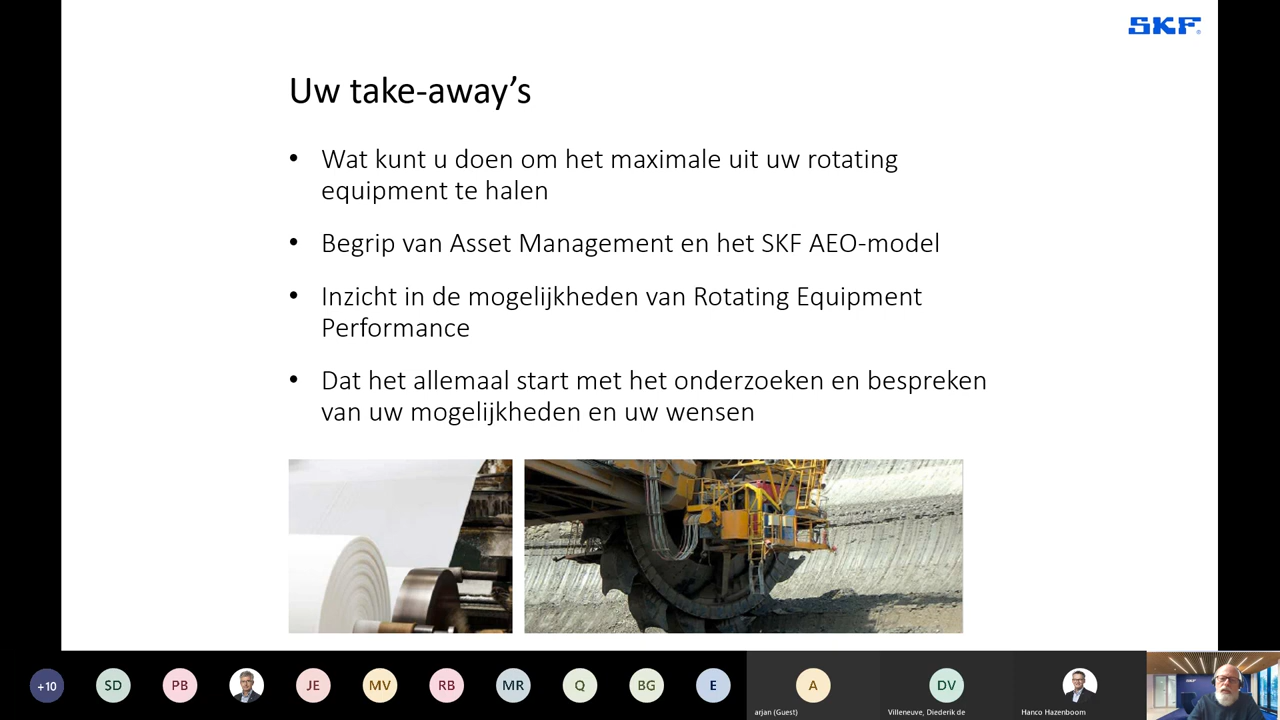 SKF
Uw take-away’s
• Wat kunt u doen om het maximale uit uw rotating
equipment te halen
• Begrip van Asset Management en het SKF AEO-model
• Inzicht in de mogelijkheden van Rotating Equipment
Performance
• Dat het allemaal start met het onderzoeken en bespreken
van uw mogelijkheden en uw wensen
+10
SD
PB
JE
MV
RB
MR
Q
BG
E
A
arjan (Guest)
DV
Villeneuve, Diederik de
Hanco Hazenboom
SKF